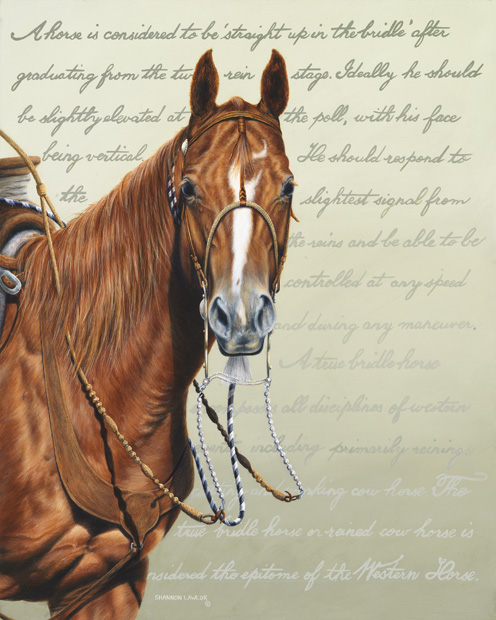 A horse is considered to be 'straight up in the bridle' after
graduating from the two rein stage. Ideally he should
be slightly elevated at the poll, with his face
being vertical. He should respond to
the slightest signal from
the reins and be able to be
controlled at any speed
and during any maneuver.
A true bridle horse
all disciplines of western
including primarily reining,
cow horse. The
true bridle horse or reined cow horse is
nsidered the epitome of the Western Horse.
SHANNON LAWLOR
©